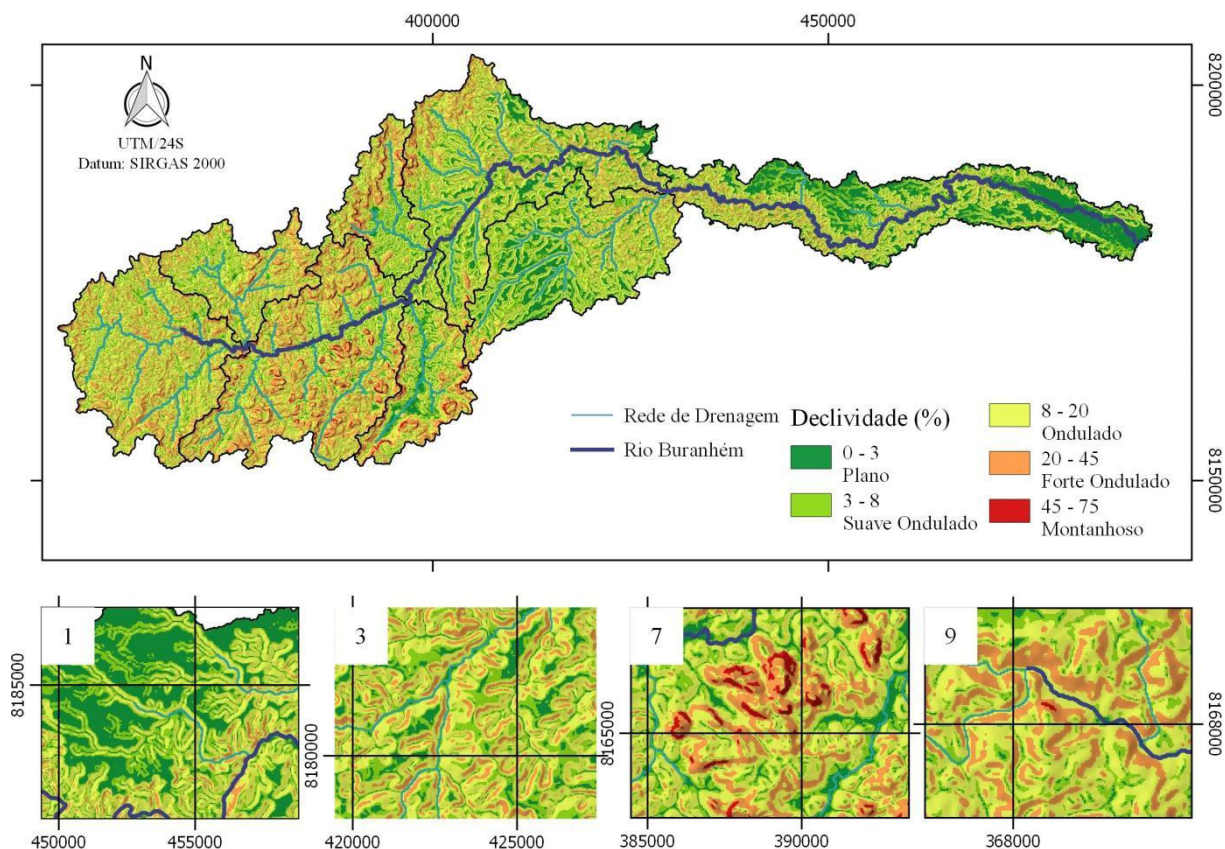 400000
450000
8200000
N
UTM/24S
Datum: SIRGAS 2000
Rede de Drenagem
Rio Buranhém
Declividade (%)
0 - 3
Plano
3 - 8
Suave Ondulado
8 - 20
Ondulado
20 - 45
Forte Ondulado
45 - 75
Montanhoso
8150000
1
3
7
9
8185000
8180000
8165000
8168000
450000
455000
420000
425000
385000
390000
368000